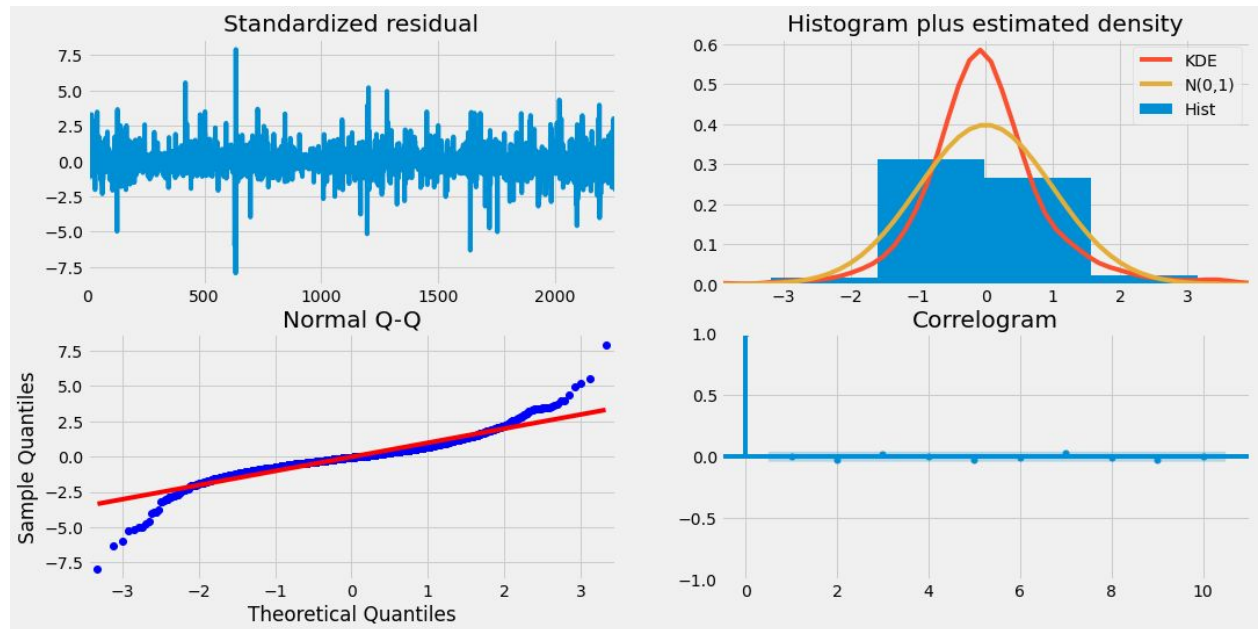 Standardized residual
7.5
5.0
2.5
0.0
−2.5
−5.0
−7.5
0 500 1000 1500 2000
Histogram plus estimated density
0.6
0.5
0.4
0.3
0.2
0.1
0.0
KDE
N(0,1)
Hist
−3 −2 −1 0 1 2 3
Normal Q-Q
Sample Quantiles
7.5
5.0
2.5
0.0
−2.5
−5.0
−7.5
−3 −2 −1 0 1 2 3
Theoretical Quantiles
Correlogram
1.0
0.5
0.0
−0.5
−1.0
0 2 4 6 8 10